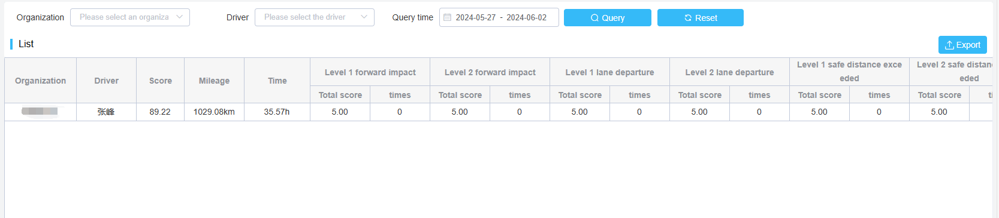 Organization Please select an organiza Driver Please select the driver Query time 2024-05-27 - 2024-06-02 Query Reset
List Export
Organization Driver Score Mileage Time Level 1 forward impact Level 2 forward impact Level 1 lane departure Level 2 lane departure Level 1 safe distance exce Level 2 safe distan
eded eded
Total score times Total score times Total score times Total score times Total score times Total score
张峰 89.22 1029.08km 35.57h 5.00 0 5.00 0 5.00 0 5.00 0 5.00 0 5.00